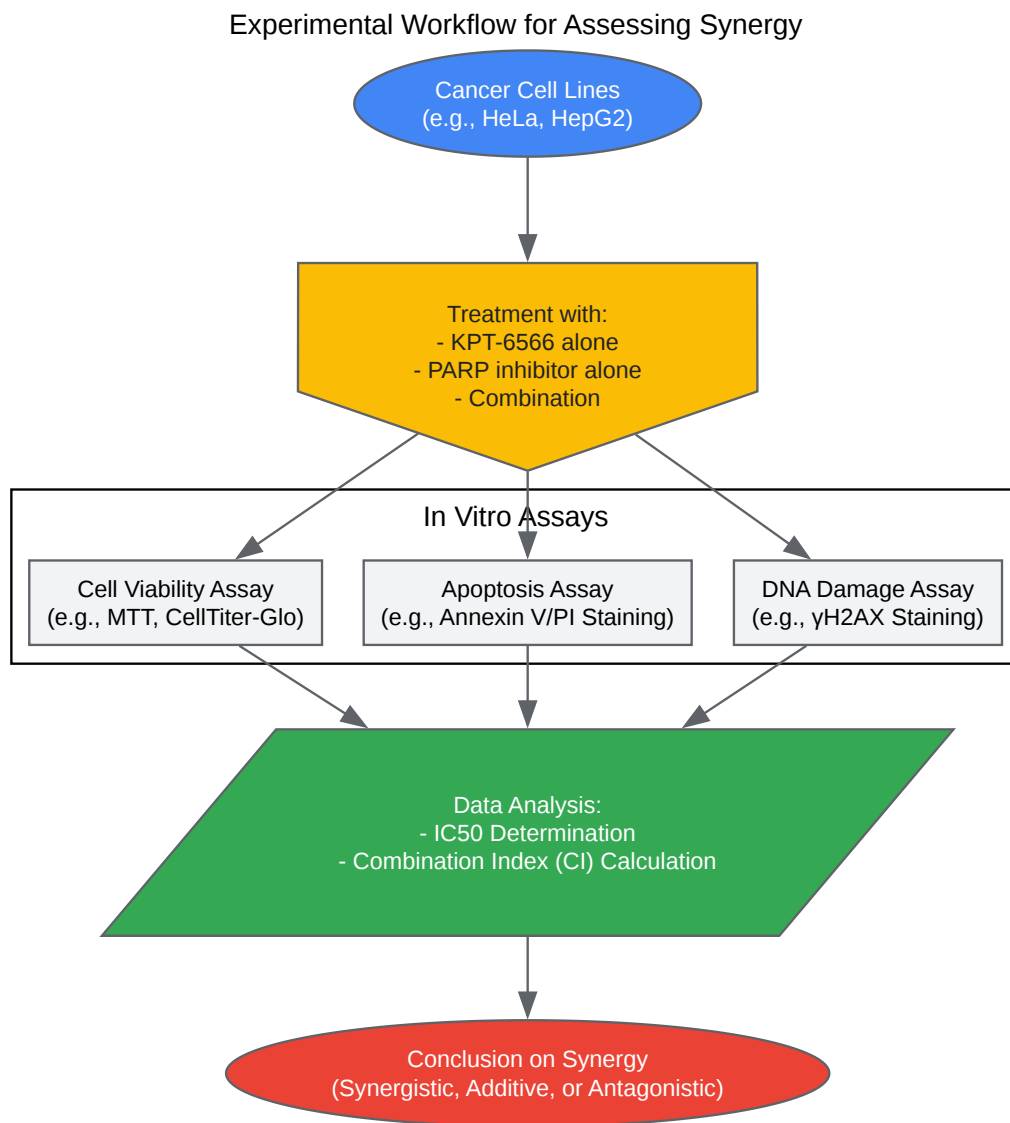 Experimental Workflow for Assessing Synergy
Cancer Cell Lines
(e.g., HeLa, HepG2)
Treatment with:
- KPT-6566 alone
- PARP inhibitor alone
- Combination
In Vitro Assays
Cell Viability Assay
(e.g., MTT, CellTiter-Glo)
Apoptosis Assay
(e.g., Annexin V/PI Staining)
DNA Damage Assay
(e.g., γH2AX Staining)
Data Analysis:
- IC50 Determination
- Combination Index (CI) Calculation
Conclusion on Synergy
(Synergistic, Additive, or Antagonistic)